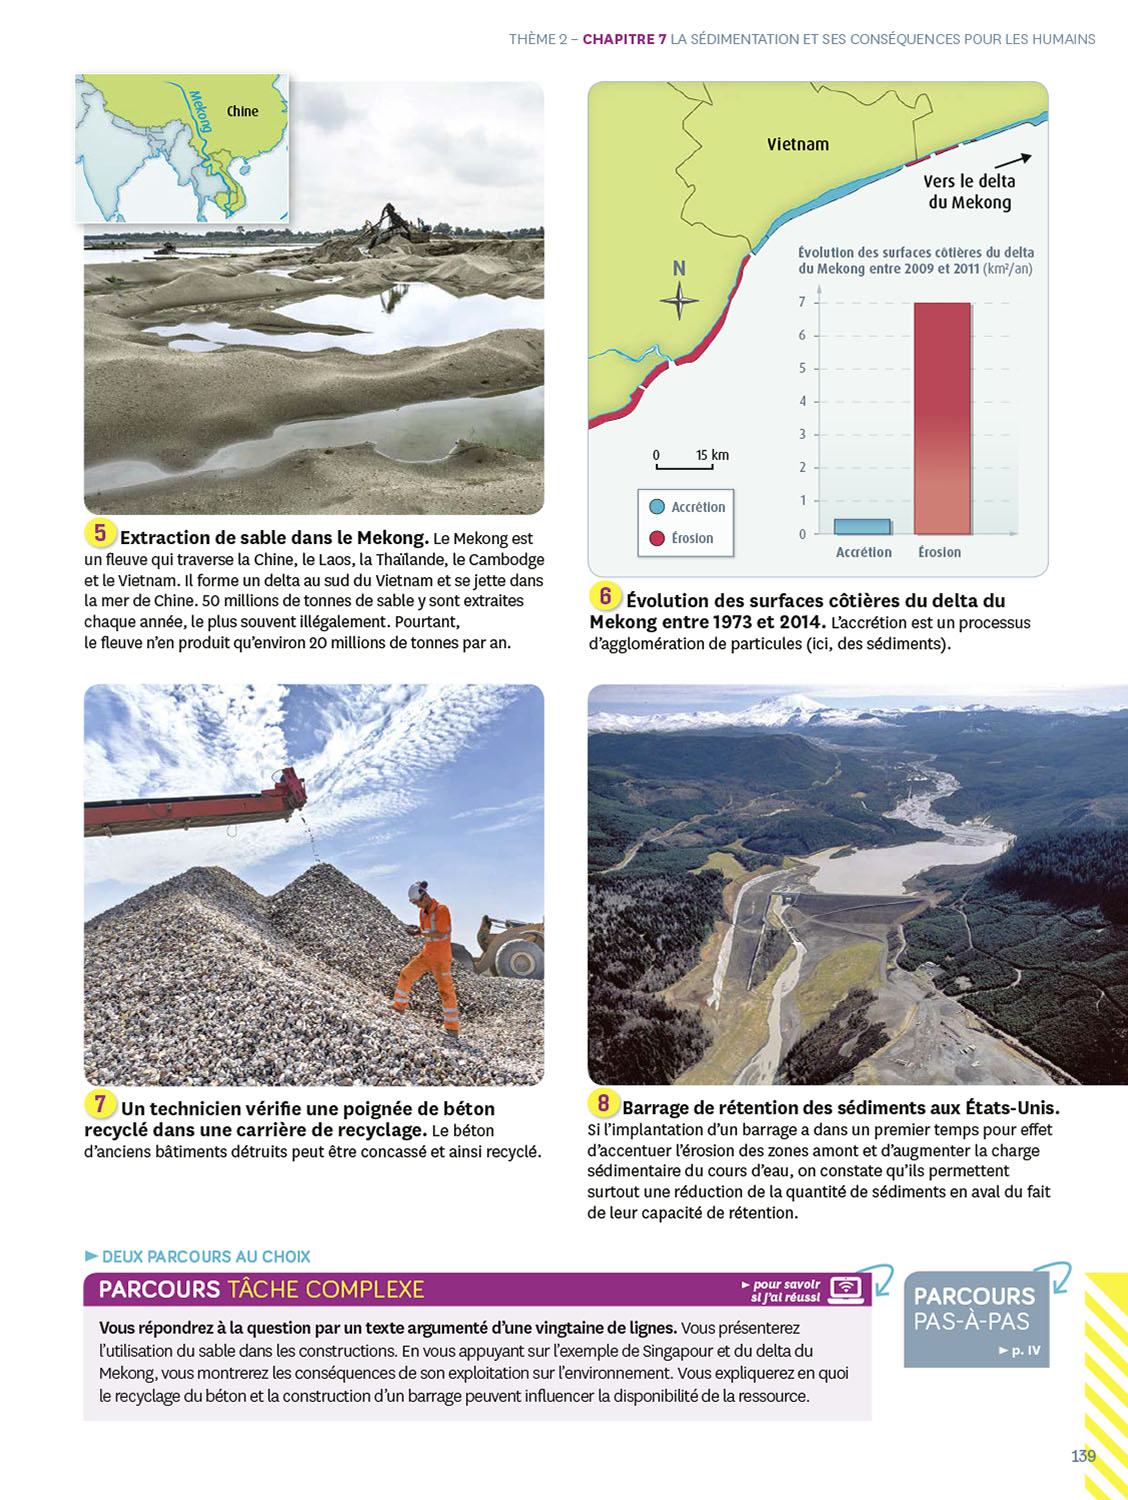 THÈME 2 – CHAPITRE 7 LA SÉDIMENTATION ET SES CONSÉQUENCES POUR LES HUMAINS
Mekong
Chine
Vietnam
Vers le delta
du Mekong
N
Évolution des surfaces côtières du delta
du Mekong entre 2009 et 2011 (km²/an)
7
6
5
4
3
2
1
0
Accrétion
Érosion
0 15 km
Accrétion
Érosion
5 Extraction de sable dans le Mekong. Le Mekong est
un fleuve qui traverse la Chine, le Laos, la Thaïlande, le Cambodge
et le Vietnam. Il forme un delta au sud du Vietnam et se jette dans
la mer de Chine. 50 millions de tonnes de sable y sont extraites
chaque année, le plus souvent illégalement. Pourtant,
le fleuve n'en produit qu'environ 20 millions de tonnes par an.
6 Évolution des surfaces côtières du delta du
Mekong entre 1973 et 2014. L'accrétion est un processus
d'agglomération de particules (ici, des sédiments).
7 Un technicien vérifie une poignée de béton
recyclé dans une carrière de recyclage. Le béton
d'anciens bâtiments détruits peut être concassé et ainsi recyclé.
8 Barrage de rétention des sédiments aux États-Unis.
Si l'implantation d'un barrage a dans un premier temps pour effet
d'accentuer l'érosion des zones amont et d'augmenter la charge
sédimentaire du cours d'eau, on constate qu'ils permettent
surtout une réduction de la quantité de sédiments en aval du fait
de leur capacité de rétention.
► DEUX PARCOURS AU CHOIX
PARCOURS TÂCHE COMPLEXE
► pour savoir
si j'ai réussi
Vous répondrez à la question par un texte argumenté d'une vingtaine de lignes. Vous présenterez
l'utilisation du sable dans les constructions. En vous appuyant sur l'exemple de Singapour et du delta du
Mekong, vous montrerez les conséquences de son exploitation sur l'environnement. Vous expliquerez en quoi
le recyclage du béton et la construction d'un barrage peuvent influencer la disponibilité de la ressource.
PARCOURS
PAS-À-PAS
► p. IV
139